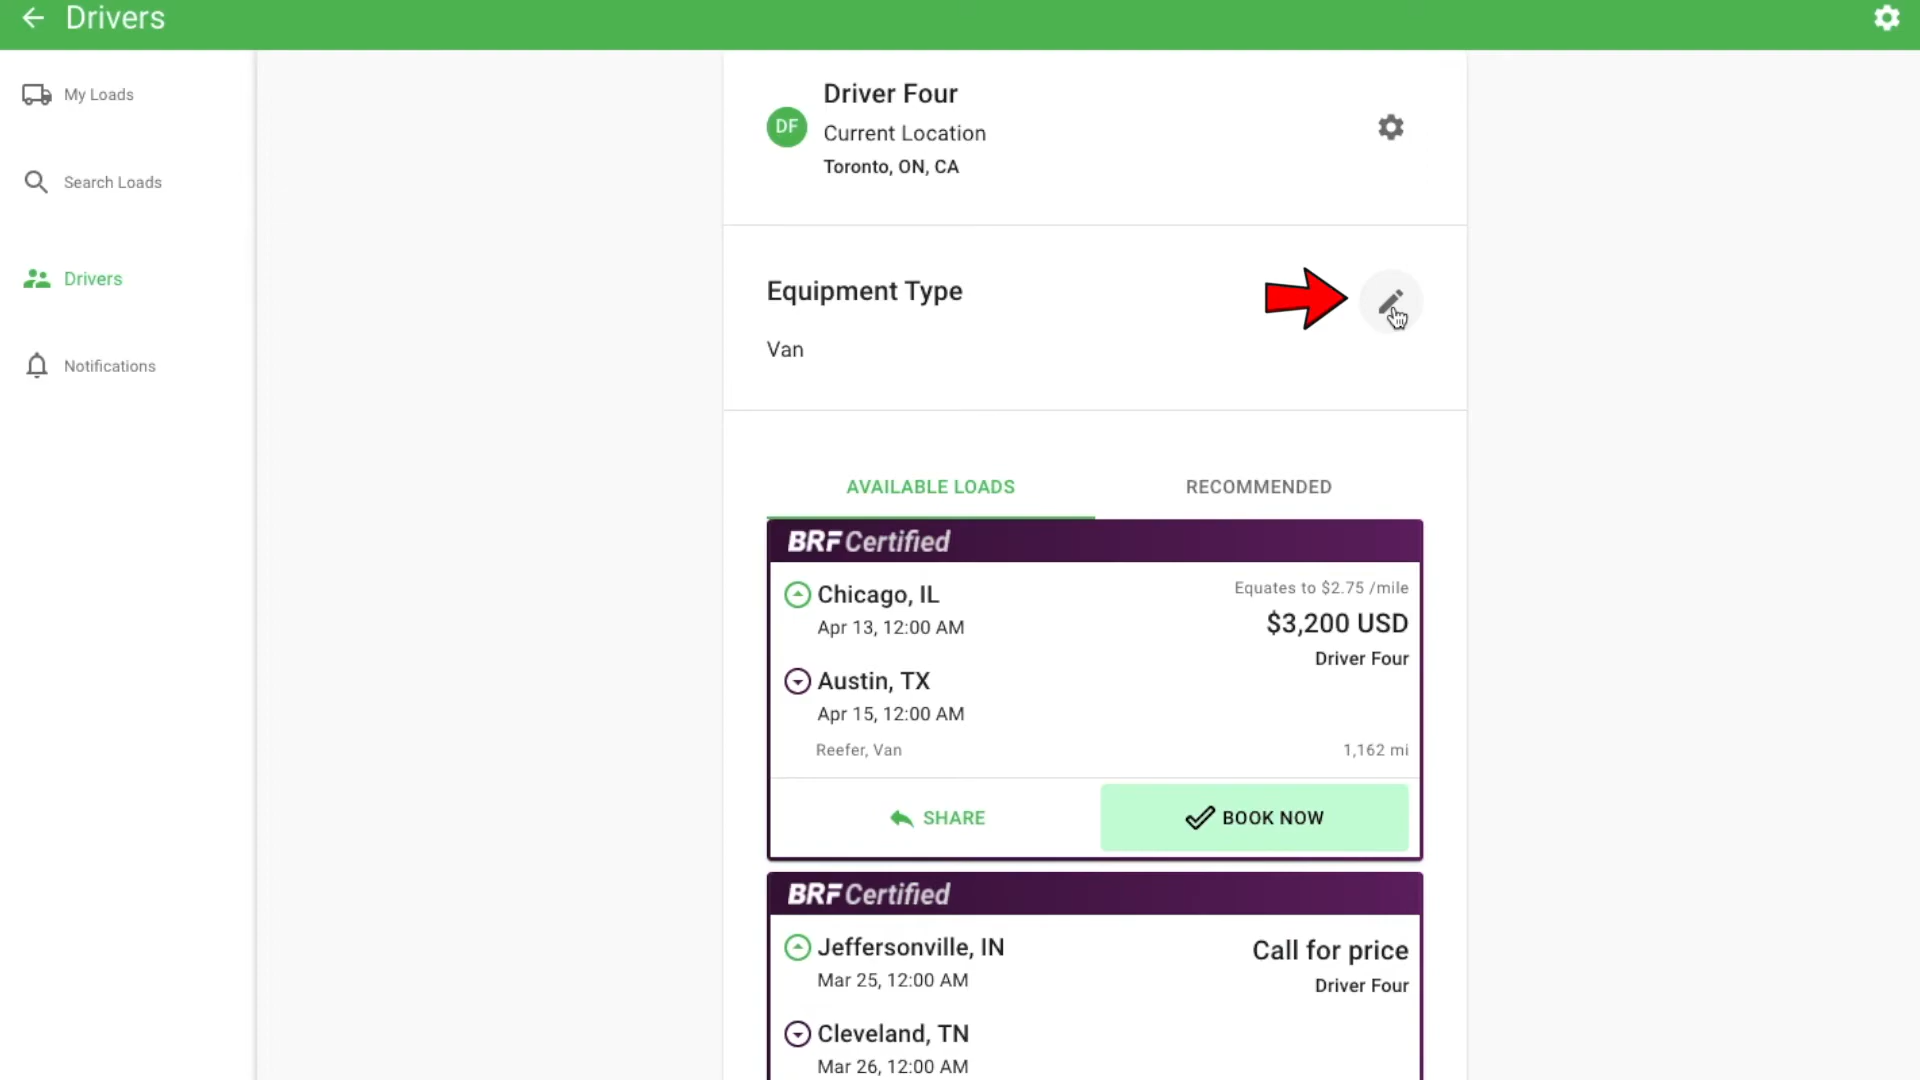 Drivers
My Loads
Search Loads
Drivers
Notifications
DF
Driver Four
Current Location
Toronto, ON, CA
Equipment Type
Van
AVAILABLE LOADS
RECOMMENDED
BRF Certified
Chicago, IL
Apr 13, 12:00 AM
Equates to $2.75 /mile
$3,200 USD
Driver Four
Austin, TX
Apr 15, 12:00 AM
Reefer, Van
1,162 mi
SHARE
BOOK NOW
BRF Certified
Jeffersonville, IN
Mar 25, 12:00 AM
Call for price
Driver Four
Cleveland, TN
Mar 26, 12:00 AM